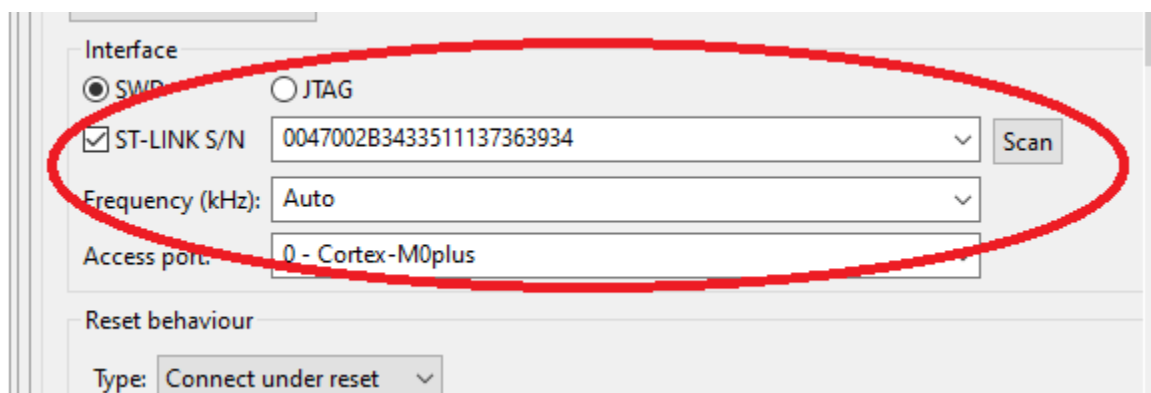 Interface
SWD JTAG
ST-LINK S/N 0047002B3433511137363934 Scan
Frequency (kHz): Auto
Access port: 0 - Cortex-M0plus
Reset behaviour
Type: Connect under reset